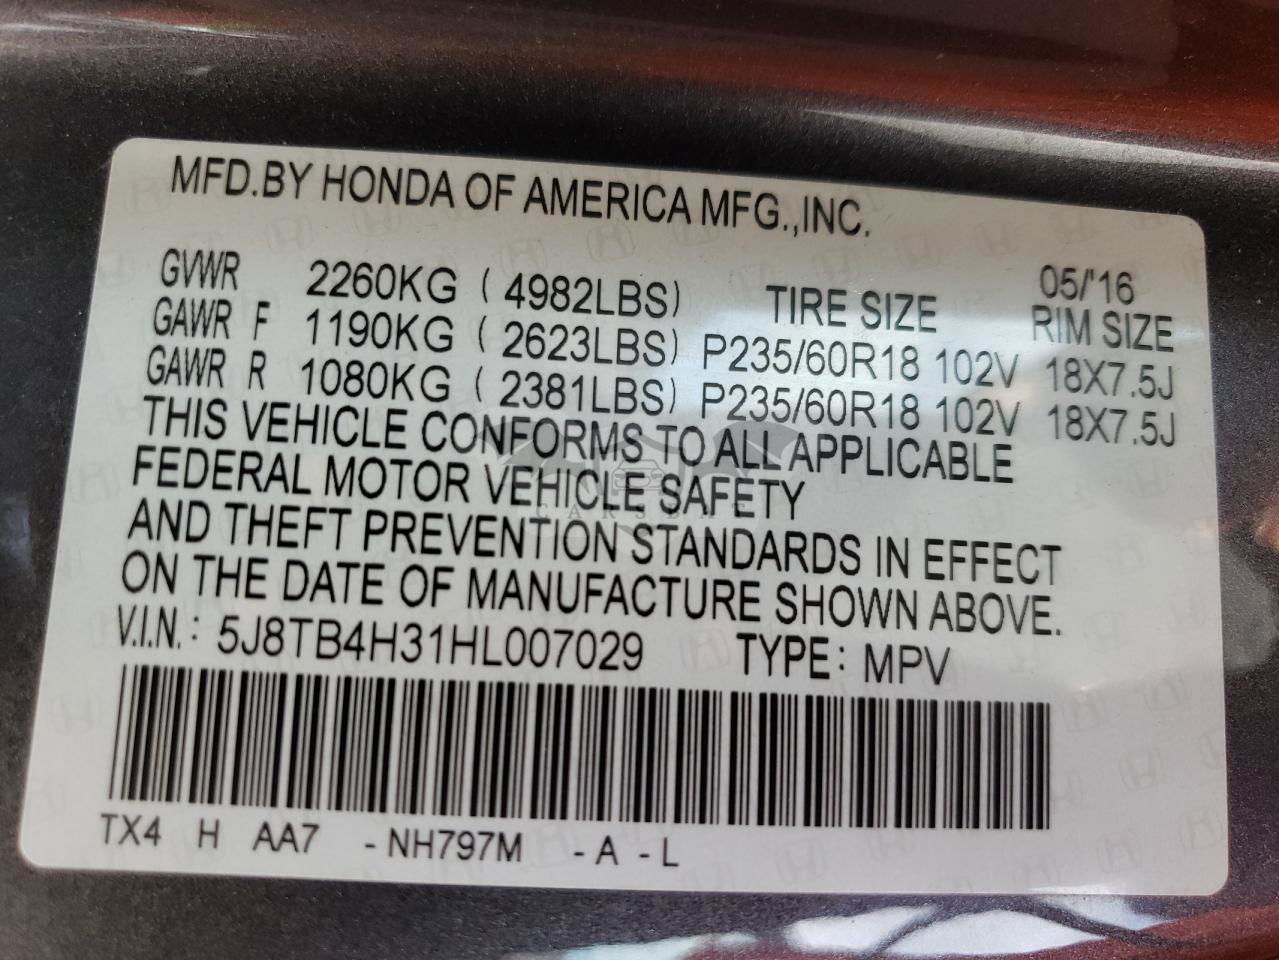 MFD.BY HONDA OF AMERICA MFG.,INC.
05/'16
GVWR 2260KG ( 4982LBS) TIRE SIZE RIM SIZE
GAWR F 1190KG ( 2623LBS) P235/60R18 102V 18X7.5J
GAWR R 1080KG ( 2381LBS) P235/60R18 102V 18X7.5J
THIS VEHICLE CONFORMS TO ALL APPLICABLE
FEDERAL MOTOR VEHICLE SAFETY
AND THEFT PREVENTION STANDARDS IN EFFECT
ON THE DATE OF MANUFACTURE SHOWN ABOVE.
V.I.N.: 5J8TB4H31HL007029 TYPE: MPV
TX4 H AA7 - NH797M - A - L